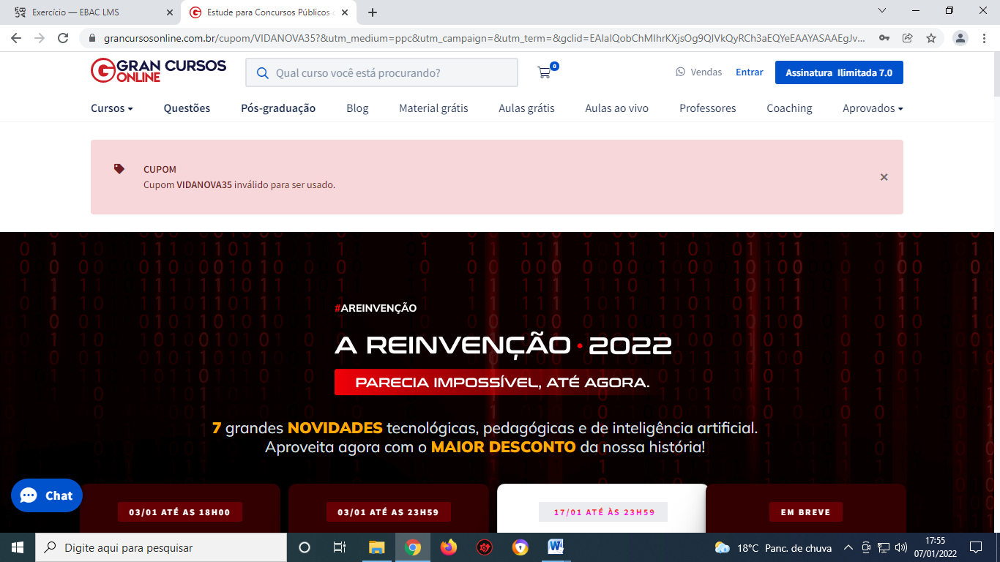 Exercício — EBAC LMS
Estude para Concursos Públicos c
grancursosonline.com.br/cupom/VIDANOVA35?&utm_medium=ppc&utm_campaign=&utm_term=&gclid=EAIaIQobChMIhrKXjsOg9QIVkQyRCh3aEQYeEAAYASAAEgJv...
GRAN CURSOS
ONLINE
Qual curso você está procurando?
0
Vendas
Entrar
Assinatura Ilimitada 7.0
Cursos
Questões
Pós-graduação
Blog
Material grátis
Aulas grátis
Aulas ao vivo
Professores
Coaching
Aprovados
CUPOM
Cupom VIDANOVA35 inválido para ser usado.
#AREINVENÇÃO
A REINVENÇÃO • 2022
PARECIA IMPOSSÍVEL, ATÉ AGORA.
7 grandes NOVIDADES tecnológicas, pedagógicas e de inteligência artificial.
Aproveita agora com o MAIOR DESCONTO da nossa história!
Chat
03/01 ATÉ AS 18H00
03/01 ATÉ AS 23H59
17/01 ATÉ ÀS 23H59
EM BREVE
Digite aqui para pesquisar
18°C Panc. de chuva
17:55
07/01/2022